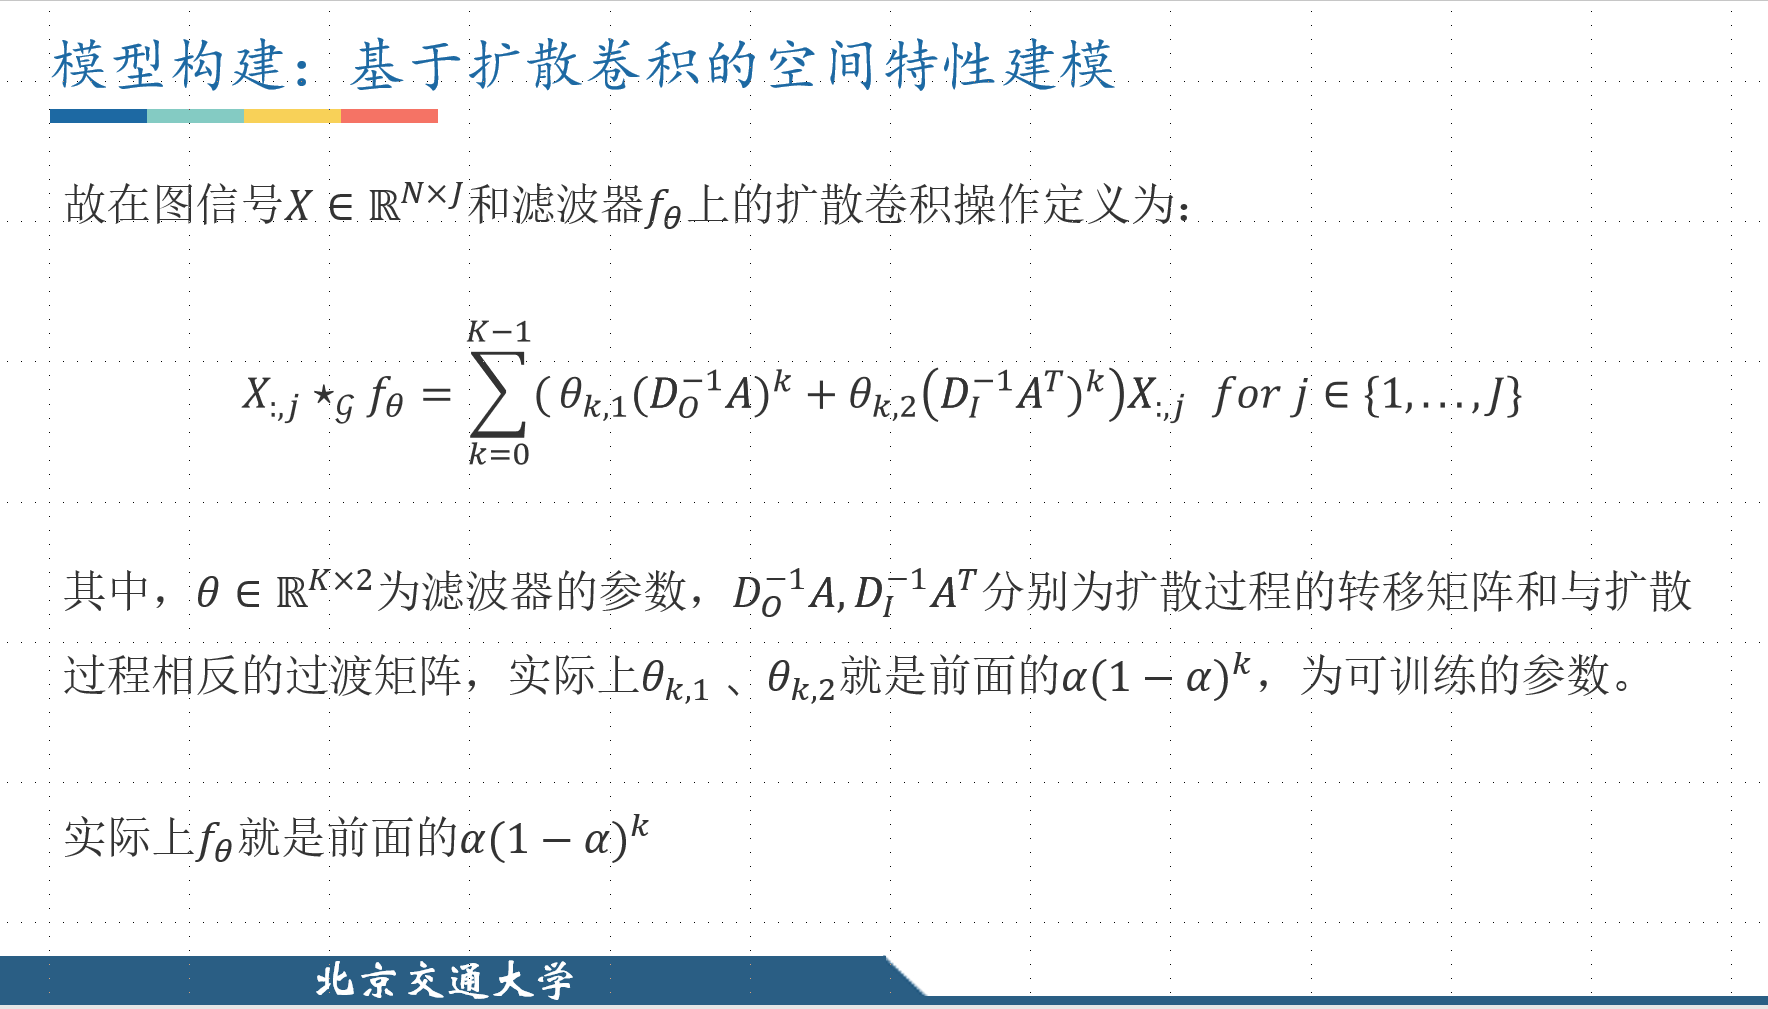 模型构建：基于扩散卷积的空间特性建模
故在图信号$X \in \mathbb{R}^{N \times J}$和滤波器$f_\theta$上的扩散卷积操作定义为：
$X_{:,j} \star_{\mathcal{G}} f_\theta = \sum_{k=0}^{K-1} ( \theta_{k,1} (D_O^{-1} A)^k + \theta_{k,2} (D_I^{-1} A^T)^k ) X_{:,j} \ \ for \ j \in \{1,...,J\}$
其中，$\theta \in \mathbb{R}^{K \times 2}$为滤波器的参数，$D_O^{-1} A, D_I^{-1} A^T$分别为扩散过程的转移矩阵和与扩散
过程相反的过渡矩阵，实际上$\theta_{k,1}$、$\theta_{k,2}$就是前面的$\alpha(1-\alpha)^k$，为可训练的参数。
实际上$f_\theta$就是前面的$\alpha(1-\alpha)^k$
北京交通大学